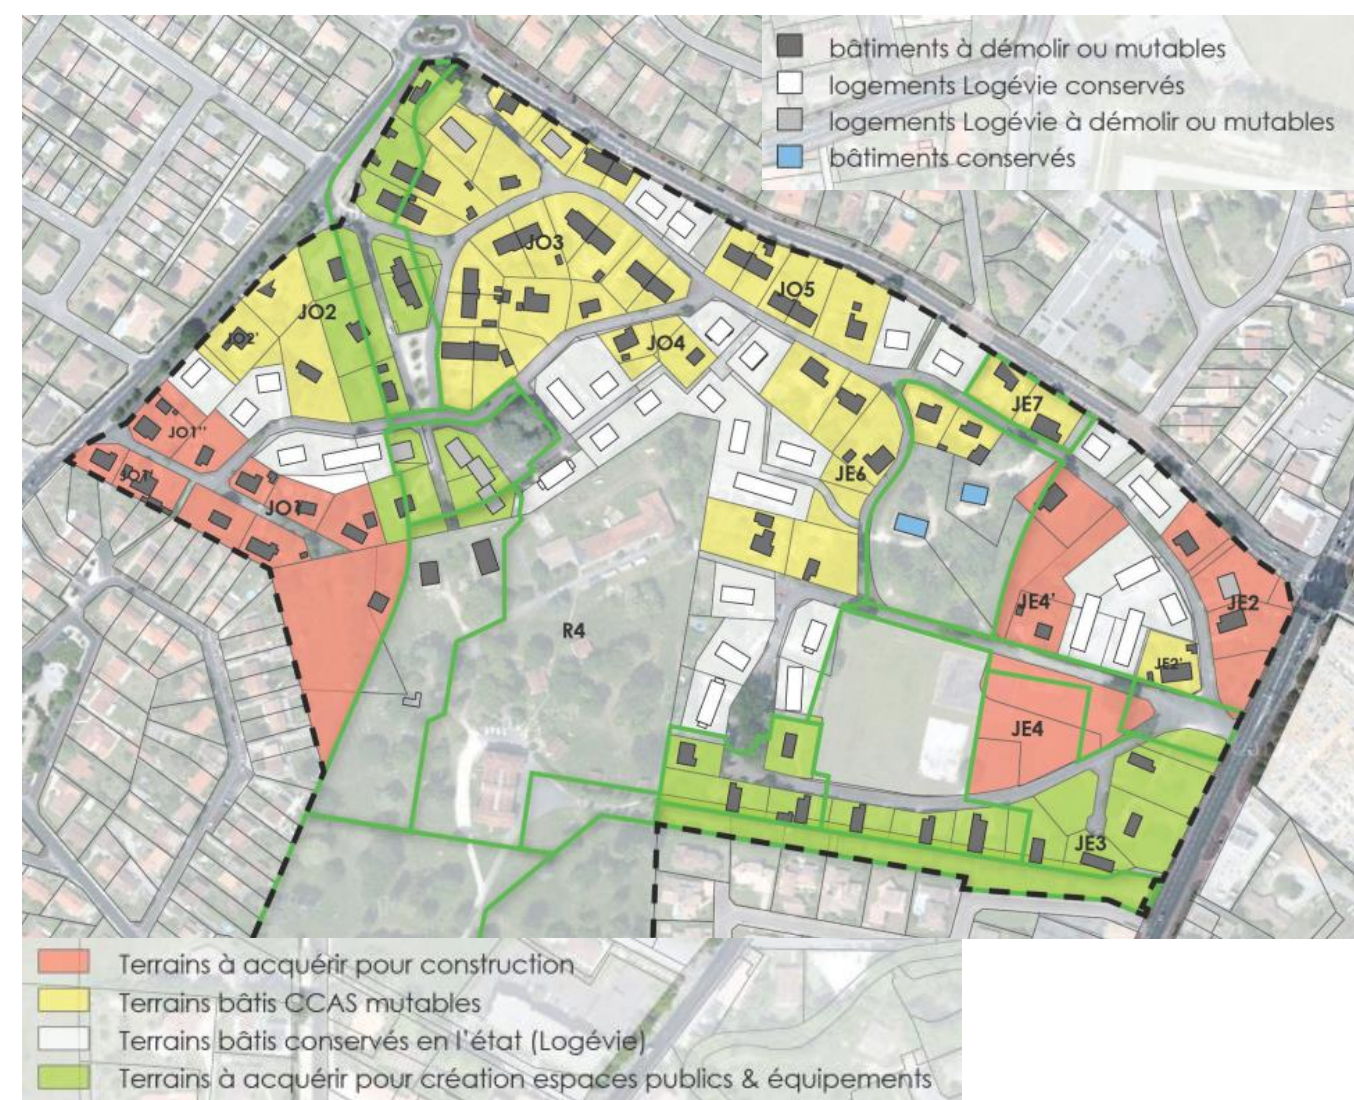 bâtiments à démolir ou mutables
logements Logévie conservés
logements Logévie à démolir ou mutables
bâtiments conservés
JO3
JO5
JO2
JO2'
JO4
JE7
JO1''
JE6
JO1'
JO1
JE4'
JE2
R4
JE2'
JE4
JE3
Terrains à acquérir pour construction
Terrains bâtis CCAS mutables
Terrains bâtis conservés en l'état (Logévie)
Terrains à acquérir pour création espaces publics & équipements